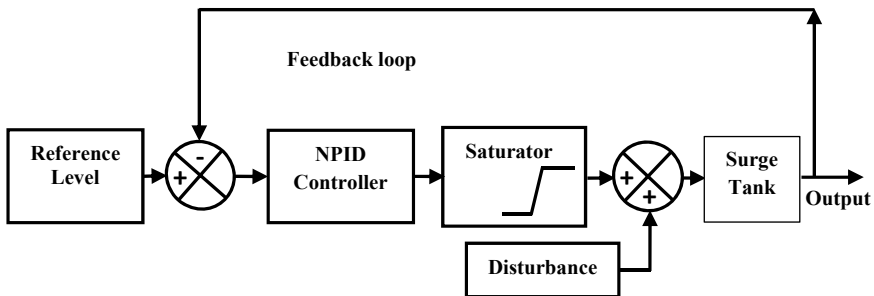 Feedback loop
Reference
Level
-
+
NPID
Controller
Saturator
+
+
Surge
Tank
Output
Disturbance